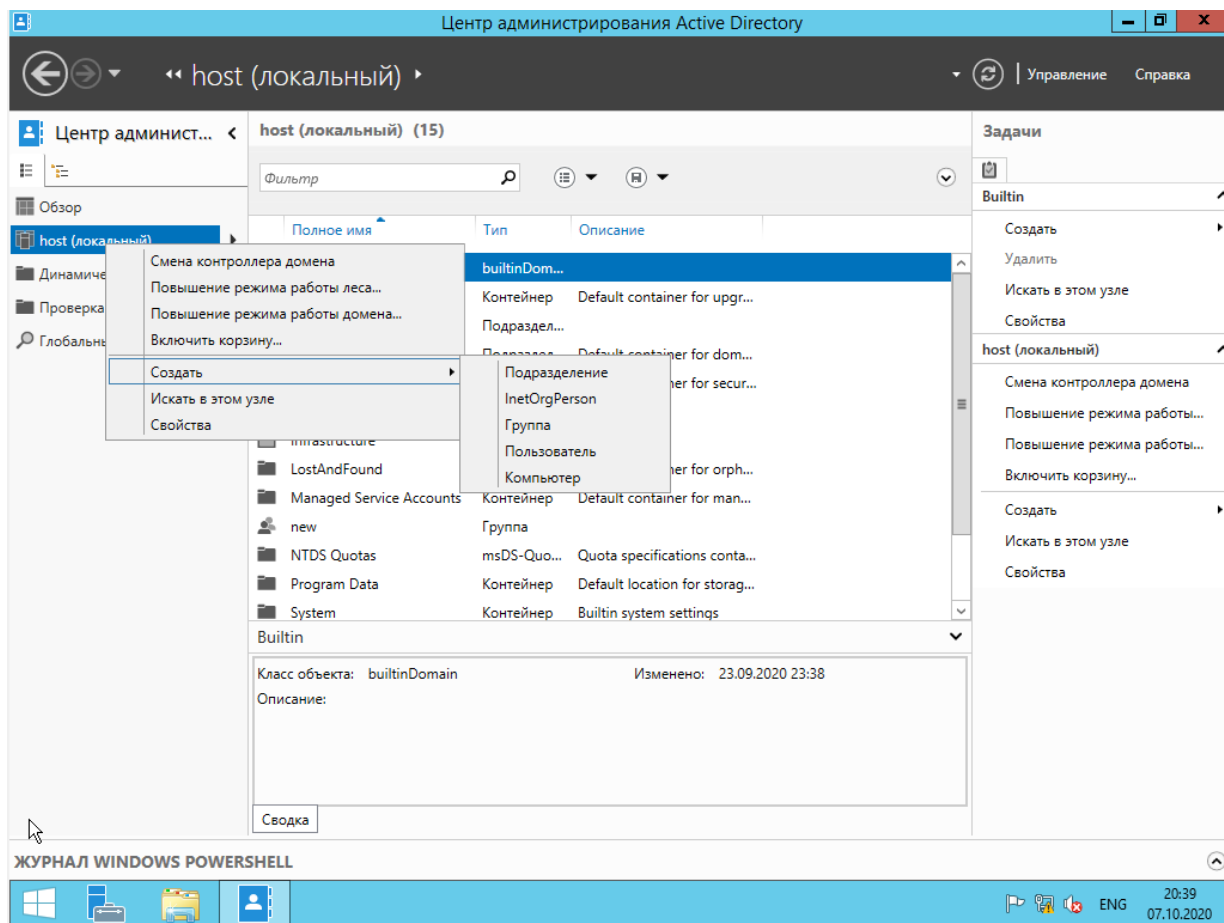 Центр администрирования Active Directory
host (локальный)
Управление
Справка
Центр админист...
Обзор
host (локальный)
Динамиче
Проверка
Глобальнь
host (локальный) (15)
Фильтр
Полное имя
Тип
Описание
builtinDom...
Контейнер
Default container for upgr...
Подраздел...
Подраздел
Default container for dom...
ner for secur...
Infrastructure
LostAndFound
ner for orph...
Managed Service Accounts
Контейнер
Default container for man...
new
Группа
NTDS Quotas
msDS-Quo...
Quota specifications conta...
Program Data
Контейнер
Default location for storag...
System
Контейнер
Builtin system settings
Смена контроллера домена
Повышение режима работы леса...
Повышение режима работы домена...
Включить корзину...
Создать
Искать в этом узле
Свойства
Подразделение
InetOrgPerson
Группа
Пользователь
Компьютер
Builtin
Класс объекта: builtinDomain
Изменено: 23.09.2020 23:38
Описание:
Сводка
Задачи
Builtin
Создать
Удалить
Искать в этом узле
Свойства
host (локальный)
Смена контроллера домена
Повышение режима работы...
Повышение режима работы...
Включить корзину...
Создать
Искать в этом узле
Свойства
ЖУРНАЛ WINDOWS POWERSHELL
ENG
20:39
07.10.2020